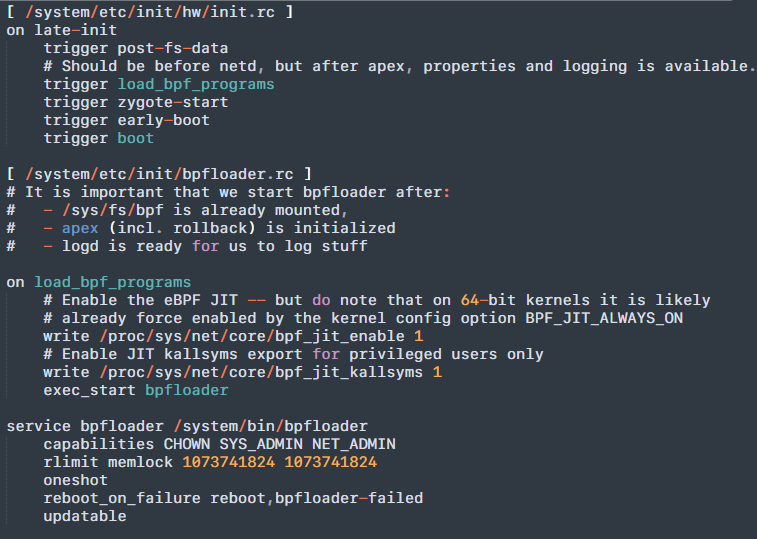 [ /system/etc/init/hw/init.rc ]
on late-init
    trigger post-fs-data
    # Should be before netd, but after apex, properties and logging is available.
    trigger load_bpf_programs
    trigger zygote-start
    trigger early-boot
    trigger boot

[ /system/etc/init/bpfloader.rc ]
# It is important that we start bpfloader after:
#   - /sys/fs/bpf is already mounted,
#   - apex (incl. rollback) is initialized
#   - logd is ready for us to log stuff

on load_bpf_programs
    # Enable the eBPF JIT -- but do note that on 64-bit kernels it is likely
    # already force enabled by the kernel config option BPF_JIT_ALWAYS_ON
    write /proc/sys/net/core/bpf_jit_enable 1
    # Enable JIT kallsyms export for privileged users only
    write /proc/sys/net/core/bpf_jit_kallsyms 1
    exec_start bpfloader

service bpfloader /system/bin/bpfloader
    capabilities CHOWN SYS_ADMIN NET_ADMIN
    rlimit memlock 1073741824 1073741824
    oneshot
    reboot_on_failure reboot,bpfloader-failed
    updatable